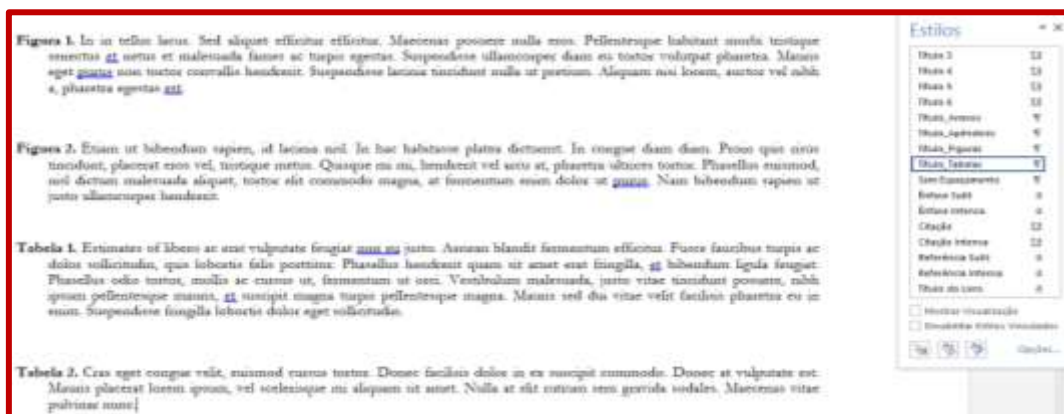 Figura 1. In in tellus lacus. Sed aliquet efficitur efficitur. Maecenas posuere nulla eros. Pellentesque habitant morbi tristique
senectus et netus et malesuada fames ac turpis egestas. Suspendisse ullamcorper diam eu tortor volutpat pharetra. Mauris
eget purus non tortor convallis hendrerit. Suspendisse lacinia tincidunt nulla ut pretium. Aliquam nisi lorem, auctor vel nibh
a, pharetra egestas est.
Figura 2. Etiam ut bibendum sapien, id lacinia nisl. In hac habitasse platea dictumst. In congue diam diam. Proin quis risus
tincidunt, placerat eros vel, tristique metus. Quisque mi mi, hendrerit vel arcu at, pharetra ultrices tortor. Phasellus euismod,
nisl dictum malesuada aliquet, tortor elit commodo magna, at fermentum enim dolor ut purus. Nam bibendum sapien ut
justo ullamcorper hendrerit.
Tabela 1. Estimates of libero ac erat vulputate feugiat non eu justo. Aenean blandit fermentum efficitur. Fusce faucibus turpis ac
dolor sollicitudin, quis lobortis felis porttitor. Phasellus hendrerit quam sit amet erat fringilla, et bibendum ligula feugiat.
Phasellus odio tortor, mollis ac cursus ut, fermentum ut orci. Vestibulum malesuada, justo vitae tincidunt posuere, nibh
ipsum pellentesque mauris, et suscipit magna turpis pellentesque magna. Mauris sed dui vitae velit facilisis pharetra eu in
enim. Suspendisse fringilla lobortis dolor eget sollicitudin.
Tabela 2. Cras eget congue velit, euismod cursus tortor. Donec facilisis dolor in ex suscipit commodo. Donec at vulputate est.
Mauris placerat lorem ipsum, vel scelerisque mi aliquam sit amet. Nulla at elit rutrum sem gravida sodales. Maecenas vitae
pulvinar nunc.
Estilos
Título 3
Título 4
Título 5
Título 6
Título_Anexos
Título_Apêndices
Título_Figuras
Título_Tabelas
Sem Espaçamento
Ênfase Sutil
Ênfase Intensa
Citação
Citação Intensa
Referência Sutil
Referência Intensa
Título do Livro
Mostrar Visualização
Desabilitar Estilos Vinculados
Opções...